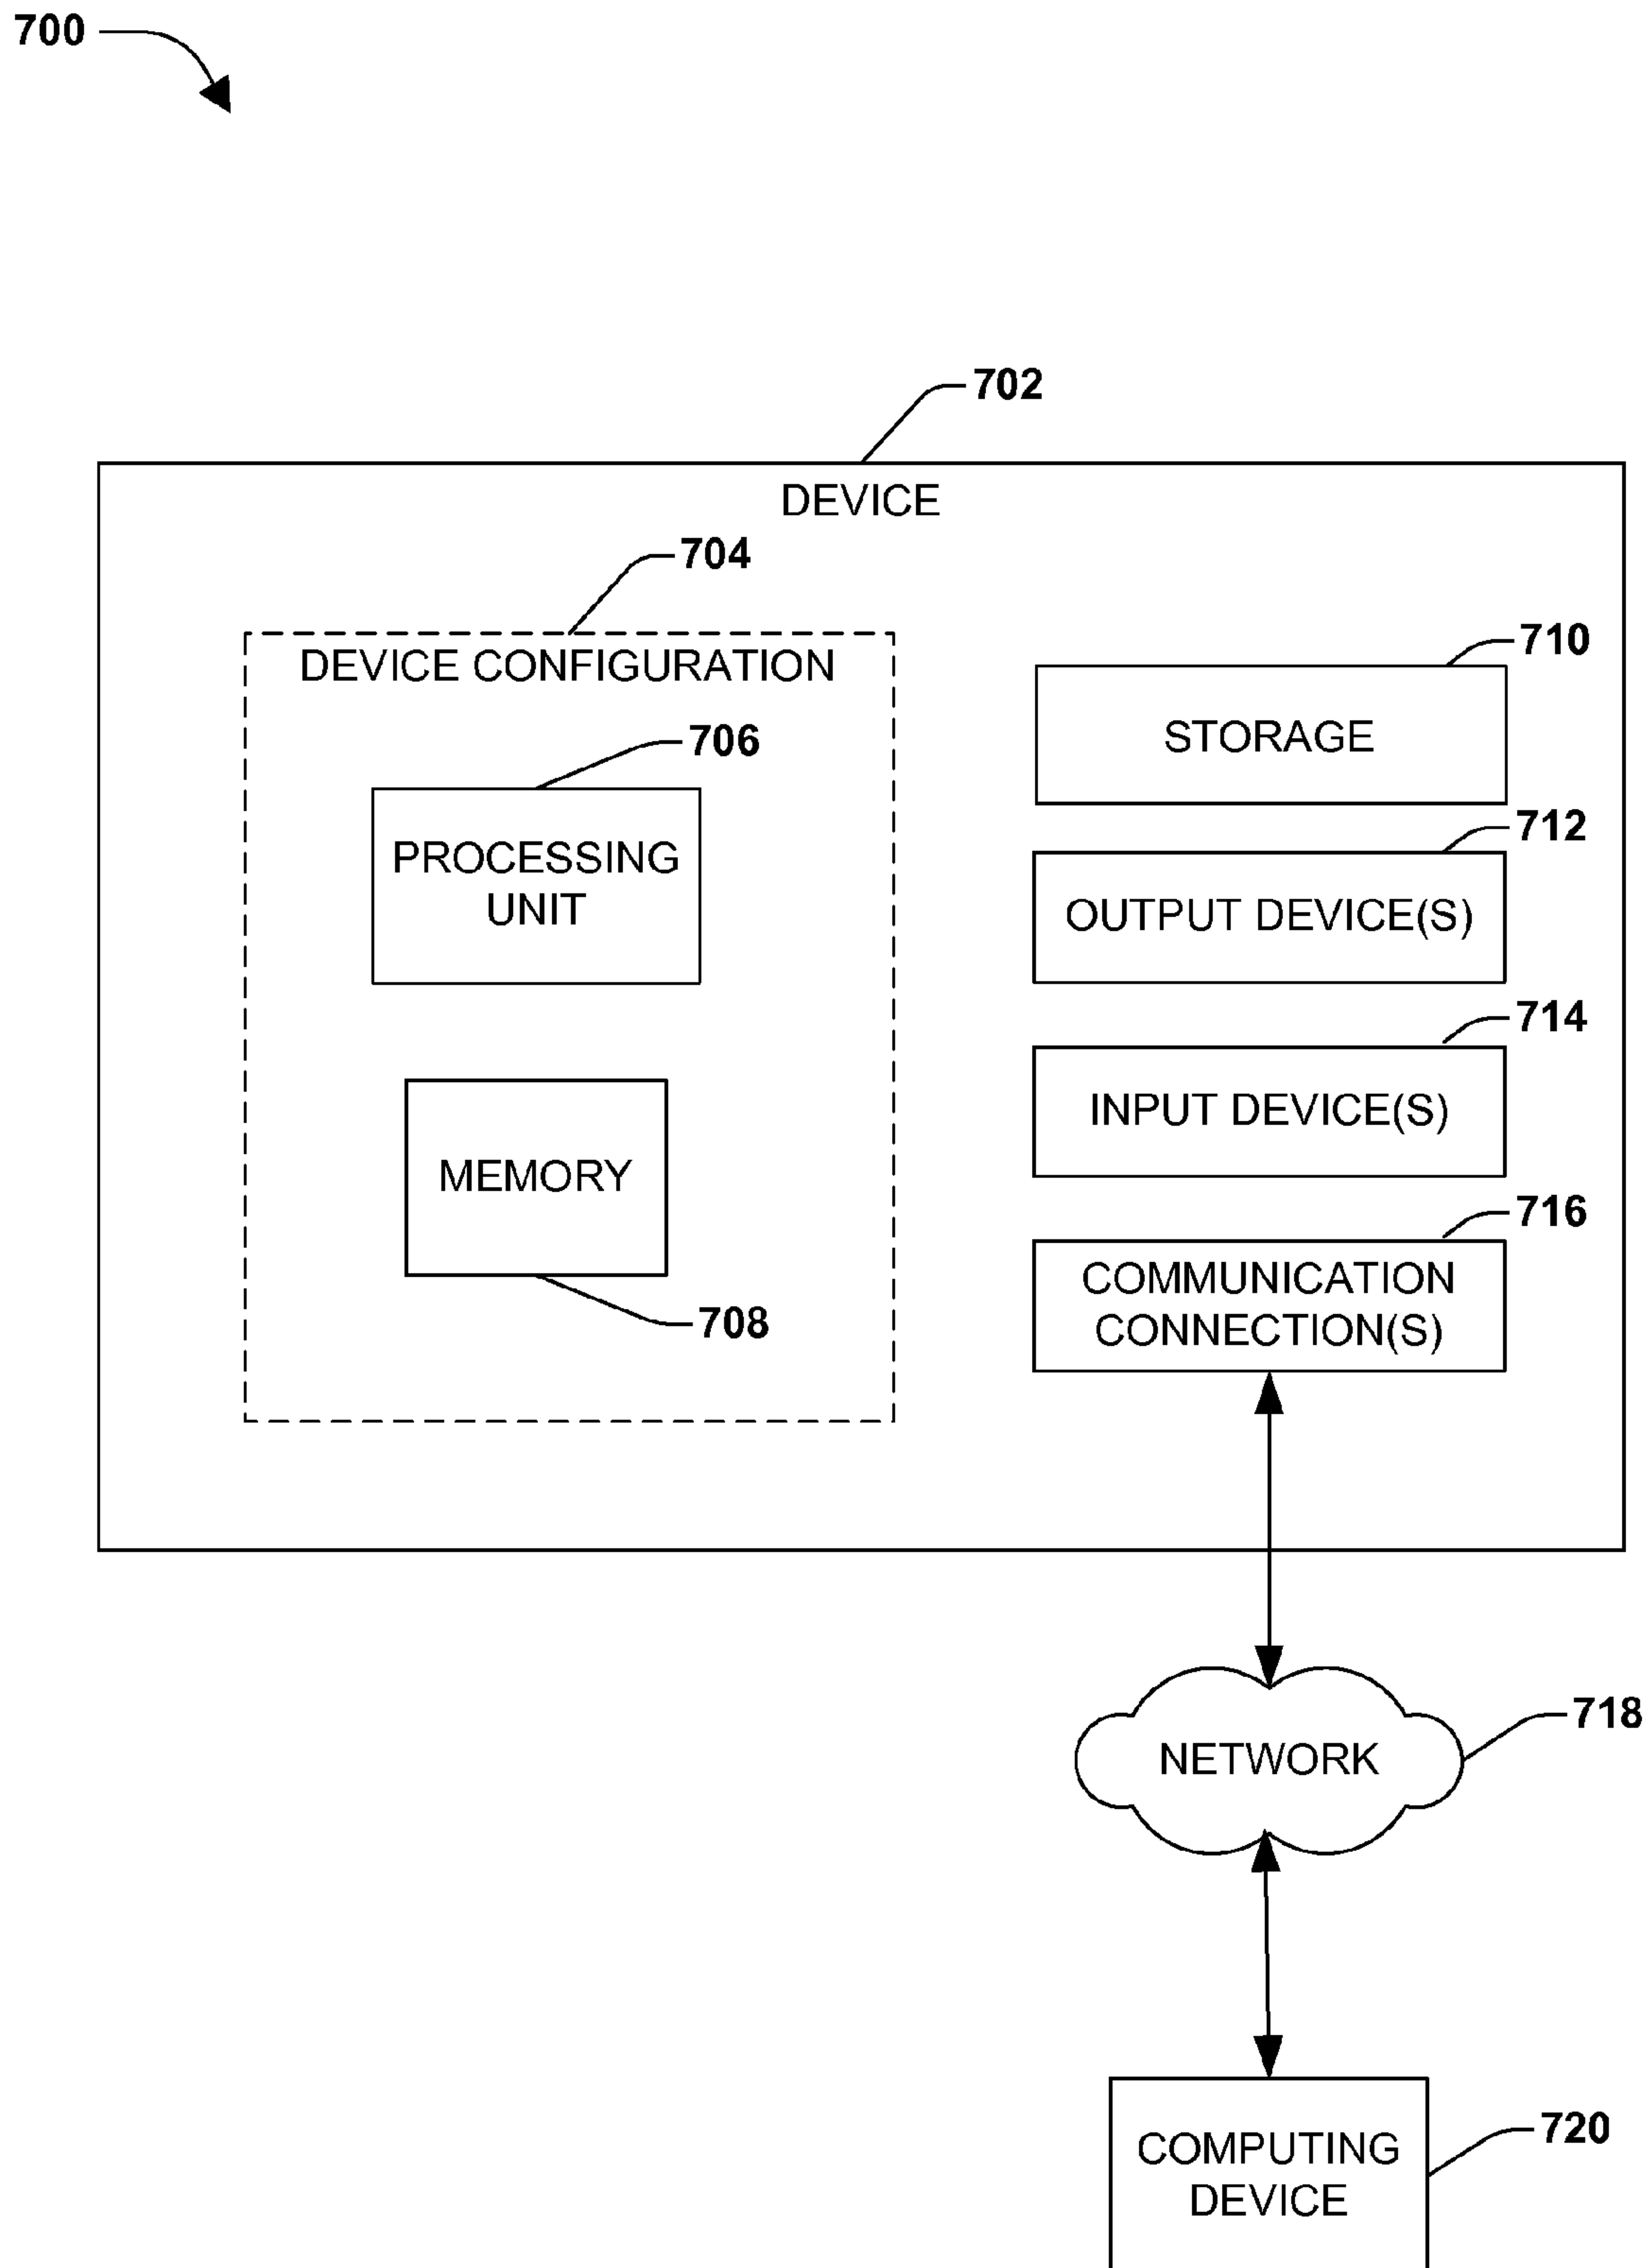 700
702
DEVICE
704
DEVICE CONFIGURATION
706
PROCESSING
UNIT
MEMORY
708
710
STORAGE
712
OUTPUT DEVICE(S)
714
INPUT DEVICE(S)
716
COMMUNICATION
CONNECTION(S)
718
NETWORK
720
COMPUTING
DEVICE